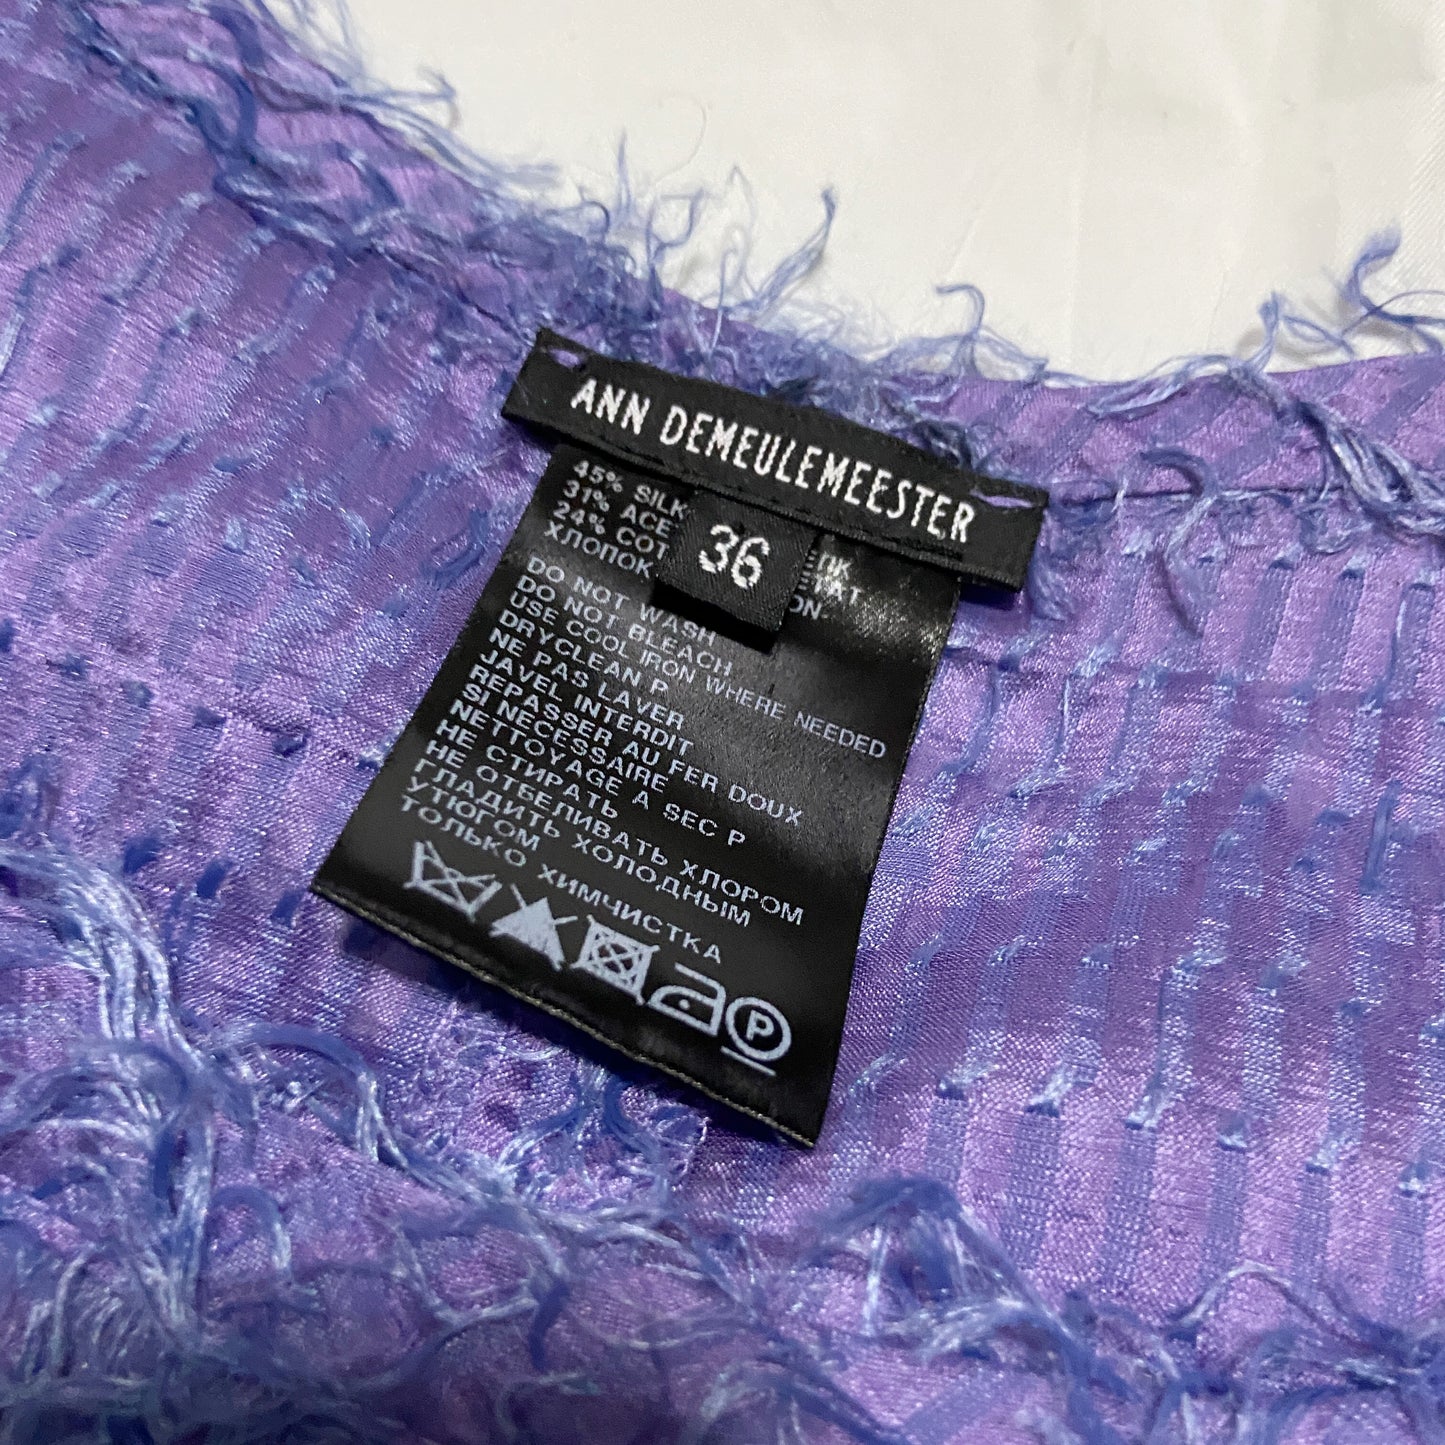 ANN DEMEULEMEESTER
36
45% SILK
31% ACE
24% COT
ХЛОПОК
DO NOT WASH
DO NOT BLEACH
USE COOL IRON WHERE NEEDED
DRYCLEAN P
NE PAS LAVER
JAVEL INTERDIT
REPASSER AU FER DOUX
SI NECESSAIRE
NETTOYAGE A SEC P
НЕ СТИРАТЬ
НЕ ОТБЕЛИВАТЬ ХЛОРОМ
ГЛАДИТЬ ХОЛОДНЫМ
УТЮГОМ
ТОЛЬКО ХИМЧИСТКА
P